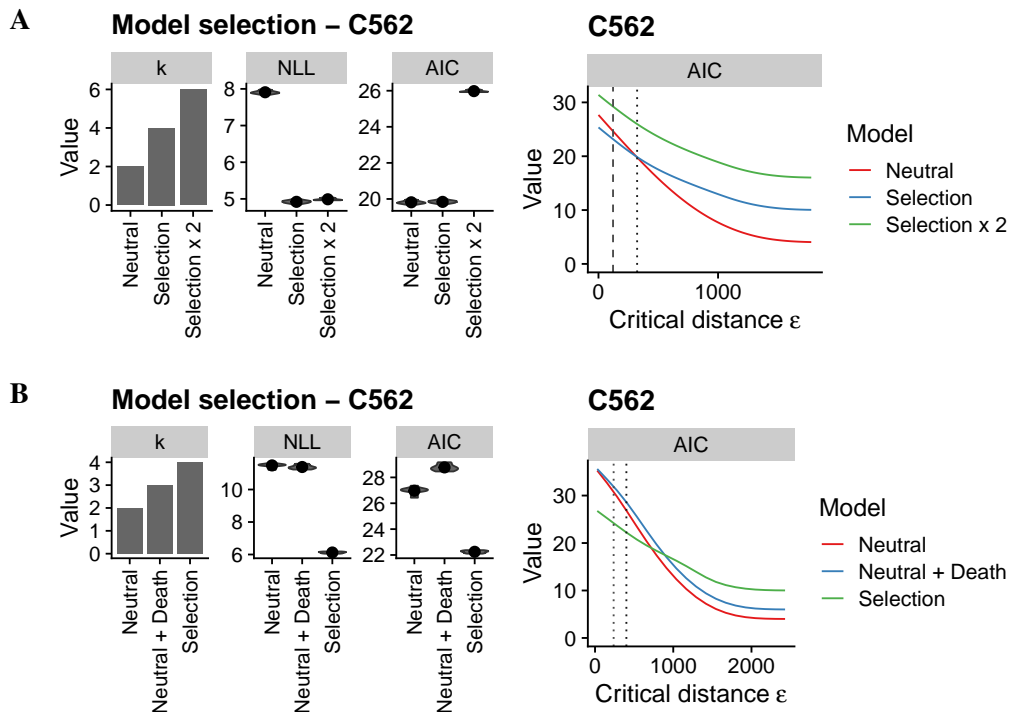 A
Model selection – C562
k
NLL
AIC
Value
6
4
2
0
8
7
6
5
26
24
22
20
Neutral
Selection
Selection x 2
Neutral
Selection
Selection x 2
Neutral
Selection
Selection x 2
C562
AIC
Value
30
20
10
0
0
1000
Critical distance ε
Model
Neutral
Selection
Selection x 2
B
Model selection – C562
k
NLL
AIC
Value
4
3
2
1
0
10
8
6
28
26
24
22
Neutral
Neutral + Death
Selection
Neutral
Neutral + Death
Selection
Neutral
Neutral + Death
Selection
C562
AIC
Value
30
20
10
0
0
1000
2000
Critical distance ε
Model
Neutral
Neutral + Death
Selection